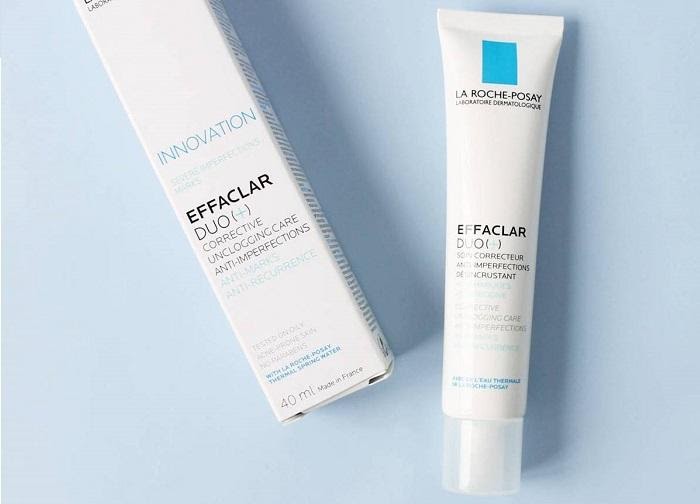 INNOVATION
SEVERE IMPERFECTIONS
MARKS
EFFACLAR
DUO(+)
CORRECTIVE
UNCLOGGING CARE
ANTI-IMPERFECTIONS
ANTI-MARKS
ANTI-RECURRENCE
TESTED ON OILY
ACNE-PRONE SKIN
NO PARABENS
WITH LA ROCHE-POSAY
THERMAL SPRING WATER
40 ml Made in France
LA ROCHE-POSAY
LABORATOIRE DERMATOLOGIQUE
EFFACLAR
DUO(+)
SOIN CORRECTEUR
ANTI-IMPERFECTIONS
DÉSINCRUSTANT
ANTI-MARQUES
CORRECTIVE
UNCLOGGING CARE
ANTI-IMPERFECTIONS
ANTI-RECURRENCE
AVEC DE L'EAU THERMALE
DE LA ROCHE-POSAY